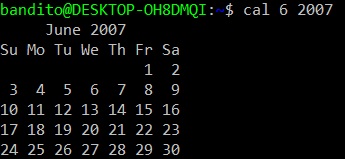 bandito@DESKTOP-OH8DMQI:~$ cal 6 2007
     June 2007
Su Mo Tu We Th Fr Sa
                1  2
 3  4  5  6  7  8  9
10 11 12 13 14 15 16
17 18 19 20 21 22 23
24 25 26 27 28 29 30